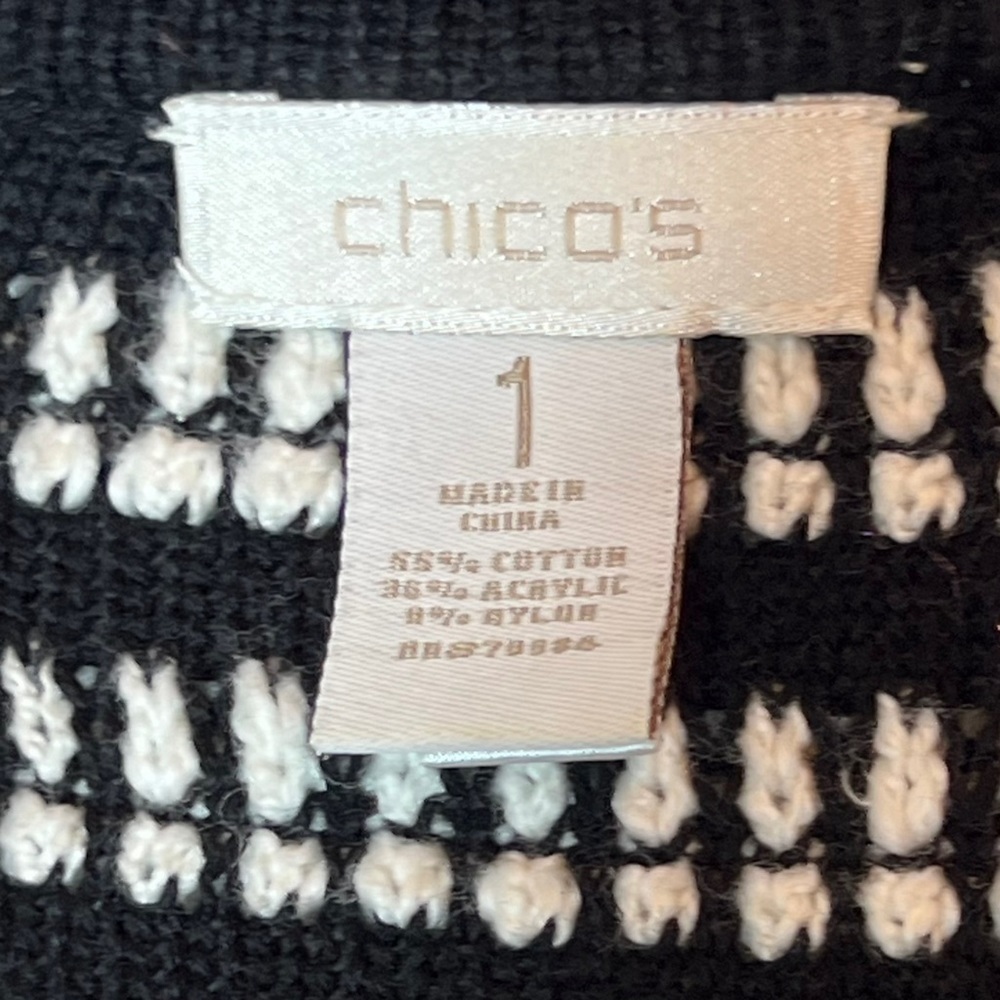 chico's
1
MADE IN
CHINA
55% COTTON
36% ACRYLIC
9% NYLON